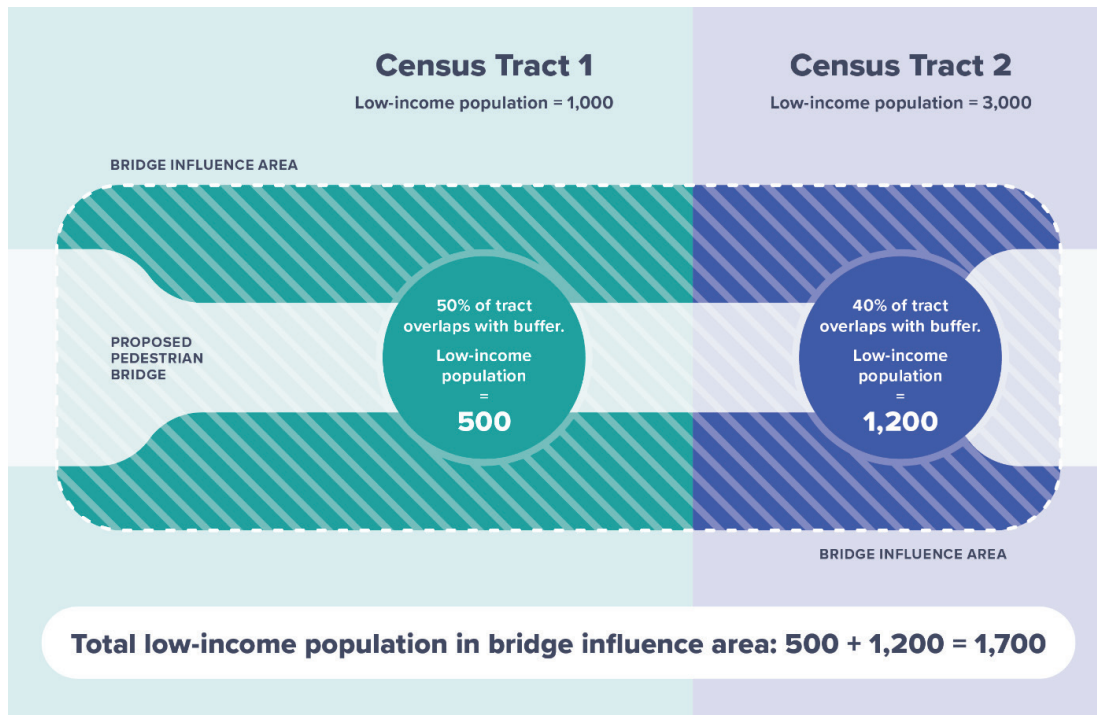 Census Tract 1
Low-income population = 1,000
Census Tract 2
Low-income population = 3,000
BRIDGE INFLUENCE AREA
PROPOSED
PEDESTRIAN
BRIDGE
50% of tract
overlaps with buffer.
Low-income
population
=
500
40% of tract
overlaps with buffer.
Low-income
population
=
1,200
BRIDGE INFLUENCE AREA
Total low-income population in bridge influence area: 500 + 1,200 = 1,700